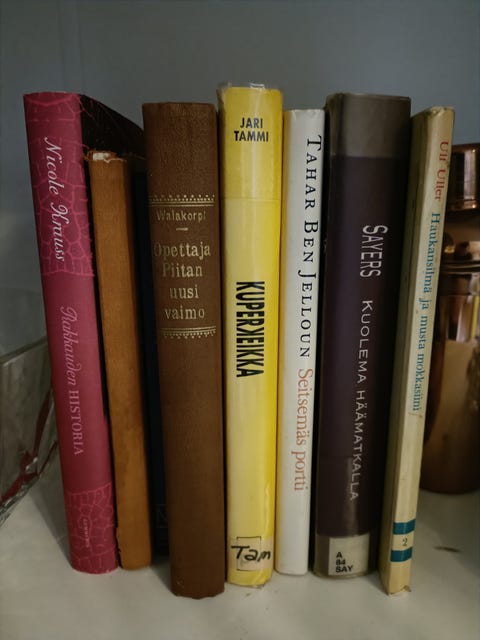 Nicole Krauss
Rakkauden HISTORIA
Walakorpi
Opettaja
Piitan
uusi
vaimo
JARI
TAMMI
KUPERKEIKKA
Tam
TAHAR BEN JELLOUN Seitsemäs portti
SAYERS KUOLEMA HÄÄMATKALLA
A
84
SAY
Ulf Uller Haukansilmä ja musta mokkasiini
2